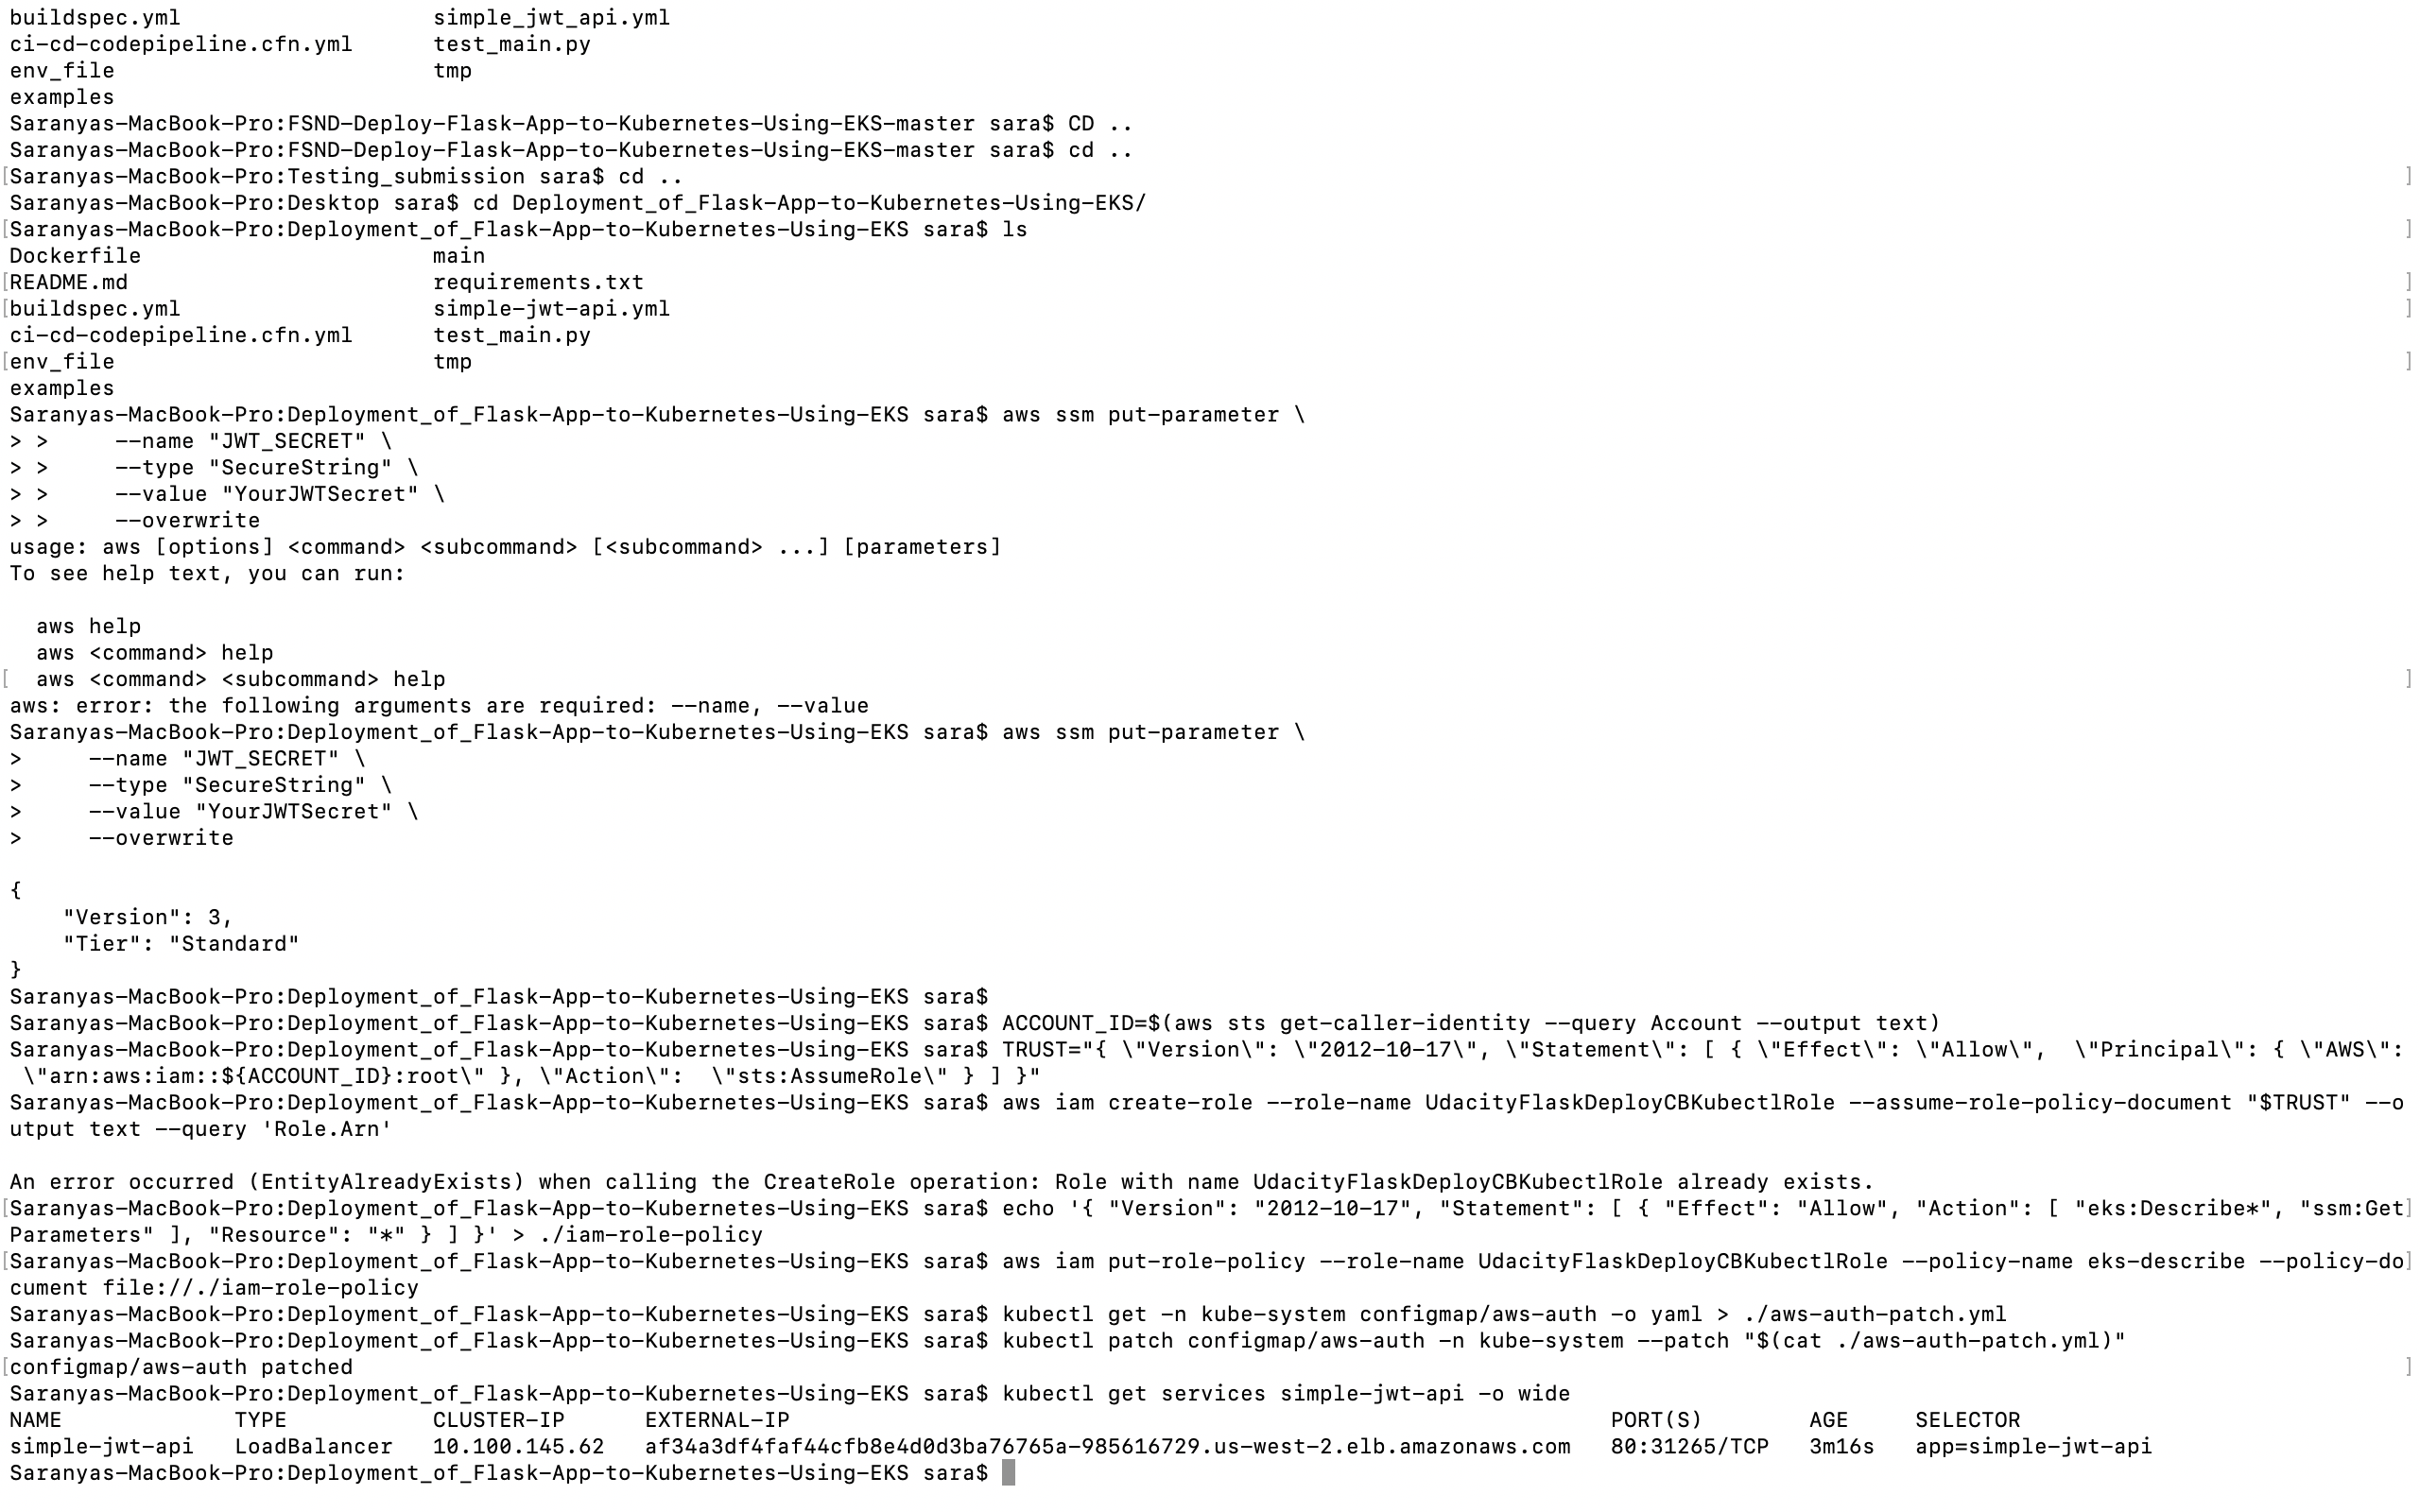 buildspec.yml                   simple_jwt_api.yml
ci-cd-codepipeline.cfn.yml      test_main.py
env_file                        tmp
examples
Saranyas-MacBook-Pro:FSND-Deploy-Flask-App-to-Kubernetes-Using-EKS-master sara$ CD ..
Saranyas-MacBook-Pro:FSND-Deploy-Flask-App-to-Kubernetes-Using-EKS-master sara$ cd ..
[Saranyas-MacBook-Pro:Testing_submission sara$ cd .. ]
Saranyas-MacBook-Pro:Desktop sara$ cd Deployment_of_Flask-App-to-Kubernetes-Using-EKS/
[Saranyas-MacBook-Pro:Deployment_of_Flask-App-to-Kubernetes-Using-EKS sara$ ls ]
Dockerfile                      main
[README.md                       requirements.txt ]
[buildspec.yml                   simple-jwt-api.yml ]
ci-cd-codepipeline.cfn.yml      test_main.py
[env_file                        tmp ]
examples
Saranyas-MacBook-Pro:Deployment_of_Flask-App-to-Kubernetes-Using-EKS sara$ aws ssm put-parameter \
> >     --name "JWT_SECRET" \
> >     --type "SecureString" \
> >     --value "YourJWTSecret" \
> >     --overwrite
usage: aws [options] <command> <subcommand> [<subcommand> ...] [parameters]
To see help text, you can run:
  aws help
  aws <command> help
[  aws <command> <subcommand> help ]
aws: error: the following arguments are required: --name, --value
Saranyas-MacBook-Pro:Deployment_of_Flask-App-to-Kubernetes-Using-EKS sara$ aws ssm put-parameter \
>     --name "JWT_SECRET" \
>     --type "SecureString" \
>     --value "YourJWTSecret" \
>     --overwrite
{
    "Version": 3,
    "Tier": "Standard"
}
Saranyas-MacBook-Pro:Deployment_of_Flask-App-to-Kubernetes-Using-EKS sara$
Saranyas-MacBook-Pro:Deployment_of_Flask-App-to-Kubernetes-Using-EKS sara$ ACCOUNT_ID=$(aws sts get-caller-identity --query Account --output text)
Saranyas-MacBook-Pro:Deployment_of_Flask-App-to-Kubernetes-Using-EKS sara$ TRUST="{ \"Version\": \"2012-10-17\", \"Statement\": [ { \"Effect\": \"Allow\",  \"Principal\": { \"AWS\":
 \"arn:aws:iam::${ACCOUNT_ID}:root\" }, \"Action\":  \"sts:AssumeRole\" } ] }"
Saranyas-MacBook-Pro:Deployment_of_Flask-App-to-Kubernetes-Using-EKS sara$ aws iam create-role --role-name UdacityFlaskDeployCBKubectlRole --assume-role-policy-document "$TRUST" --o
utput text --query 'Role.Arn'
An error occurred (EntityAlreadyExists) when calling the CreateRole operation: Role with name UdacityFlaskDeployCBKubectlRole already exists.
[Saranyas-MacBook-Pro:Deployment_of_Flask-App-to-Kubernetes-Using-EKS sara$ echo '{ "Version": "2012-10-17", "Statement": [ { "Effect": "Allow", "Action": [ "eks:Describe*", "ssm:Get]
Parameters" ], "Resource": "*" } ] }' > ./iam-role-policy
[Saranyas-MacBook-Pro:Deployment_of_Flask-App-to-Kubernetes-Using-EKS sara$ aws iam put-role-policy --role-name UdacityFlaskDeployCBKubectlRole --policy-name eks-describe --policy-do]
cument file://./iam-role-policy
Saranyas-MacBook-Pro:Deployment_of_Flask-App-to-Kubernetes-Using-EKS sara$ kubectl get -n kube-system configmap/aws-auth -o yaml > ./aws-auth-patch.yml
Saranyas-MacBook-Pro:Deployment_of_Flask-App-to-Kubernetes-Using-EKS sara$ kubectl patch configmap/aws-auth -n kube-system --patch "$(cat ./aws-auth-patch.yml)"
[configmap/aws-auth patched ]
Saranyas-MacBook-Pro:Deployment_of_Flask-App-to-Kubernetes-Using-EKS sara$ kubectl get services simple-jwt-api -o wide
NAME             TYPE           CLUSTER-IP      EXTERNAL-IP                                                              PORT(S)        AGE     SELECTOR
simple-jwt-api   LoadBalancer   10.100.145.62   af34a3df4faf44cfb8e4d0d3ba76765a-985616729.us-west-2.elb.amazonaws.com   80:31265/TCP   3m16s   app=simple-jwt-api
Saranyas-MacBook-Pro:Deployment_of_Flask-App-to-Kubernetes-Using-EKS sara$